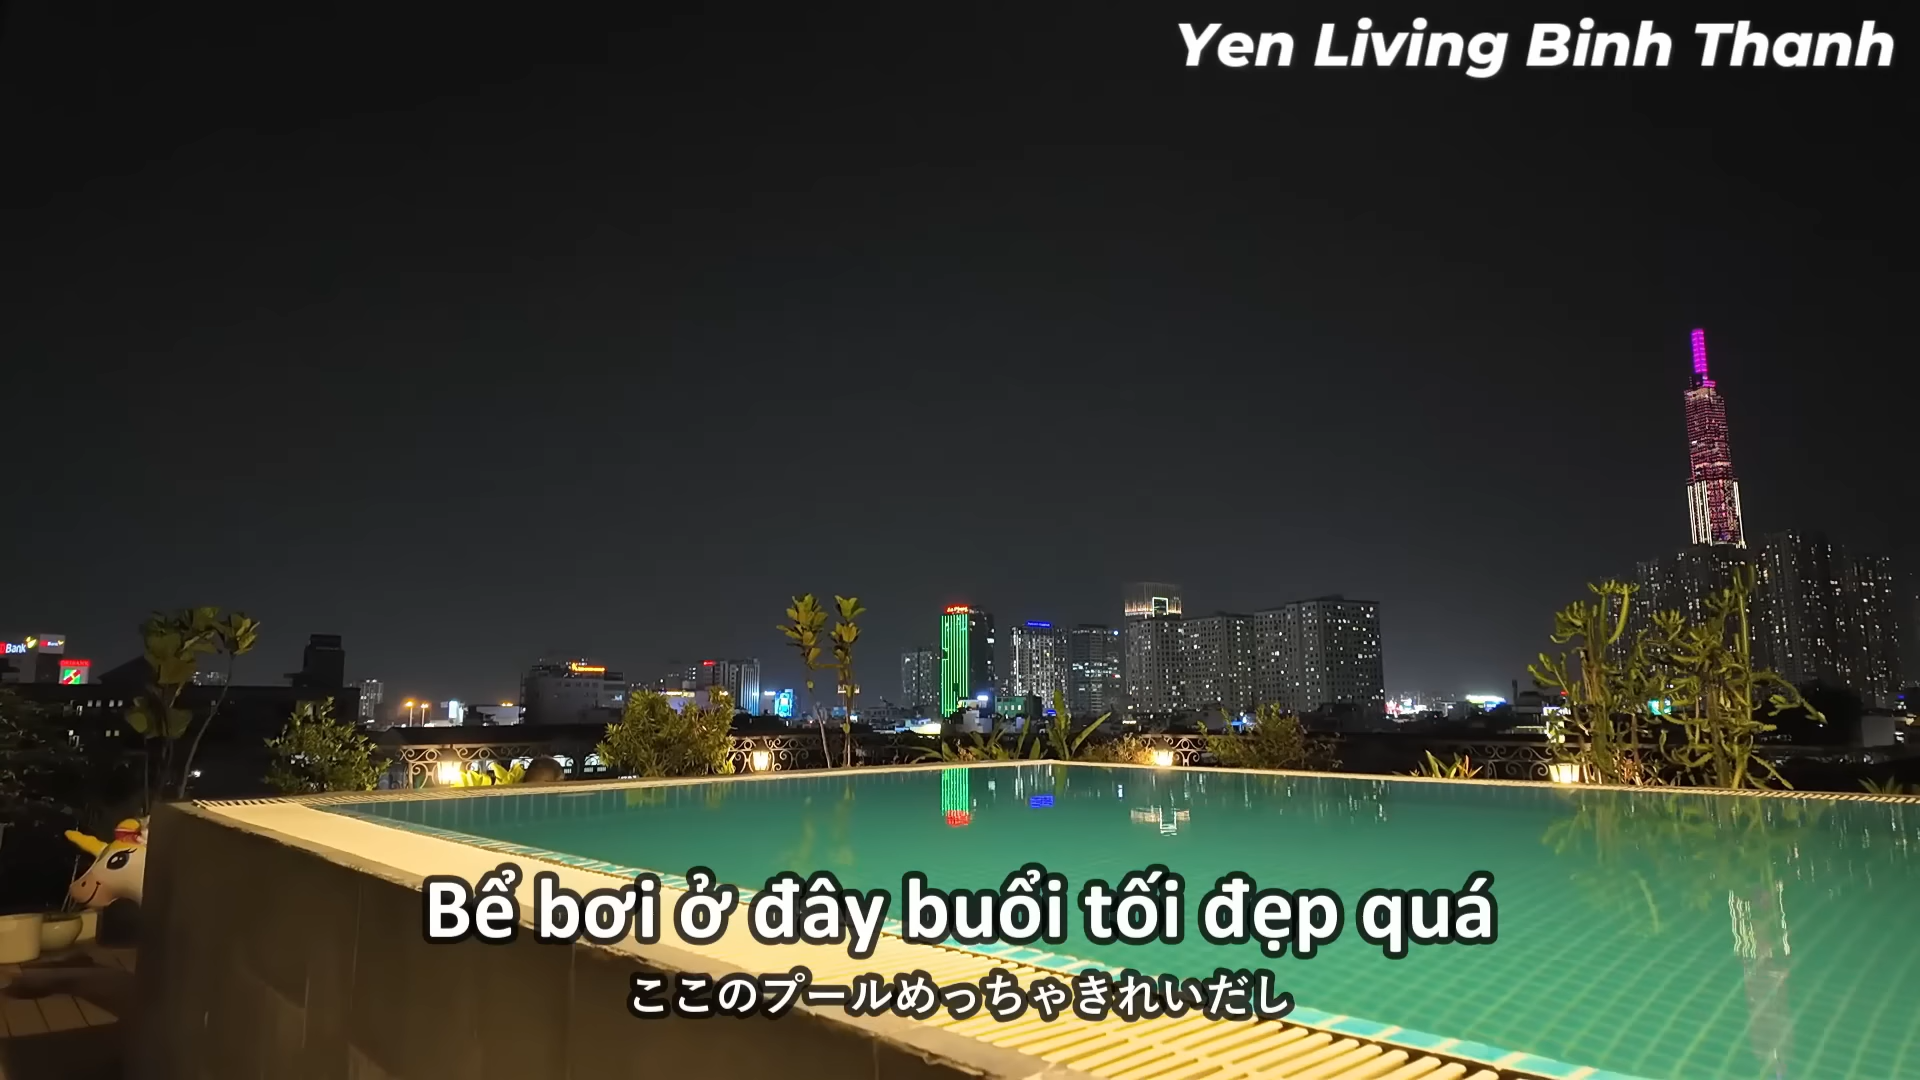 Yen Living Binh Thanh
Bank
Bể bơi ở đây buổi tối đẹp quá
ここのプールめっちゃきれいだし